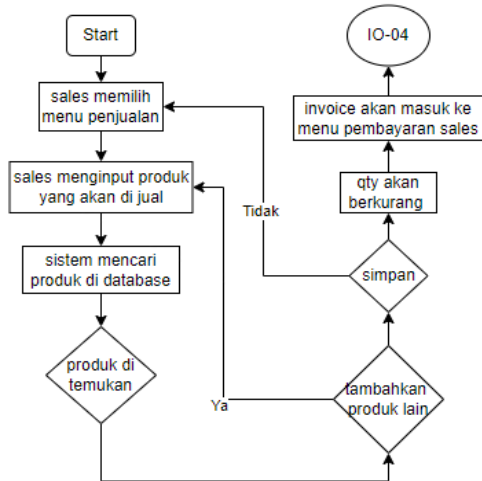 Start
sales memilih
menu penjualan
sales menginput produk
yang akan di jual
sistem mencari
produk di database
produk di
temukan
tambahkan
produk lain
Ya
simpan
Tidak
qty akan
berkurang
invoice akan masuk ke
menu pembayaran sales
IO-04